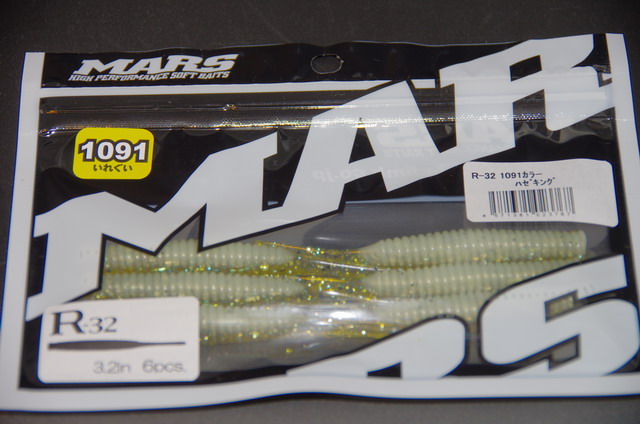 MARS
HIGH PERFORMANCE SOFT BAITS
1091
いれぐい
MARS
R-32 1091カラー
ハゼキング
R-32
3.2in 6pcs.